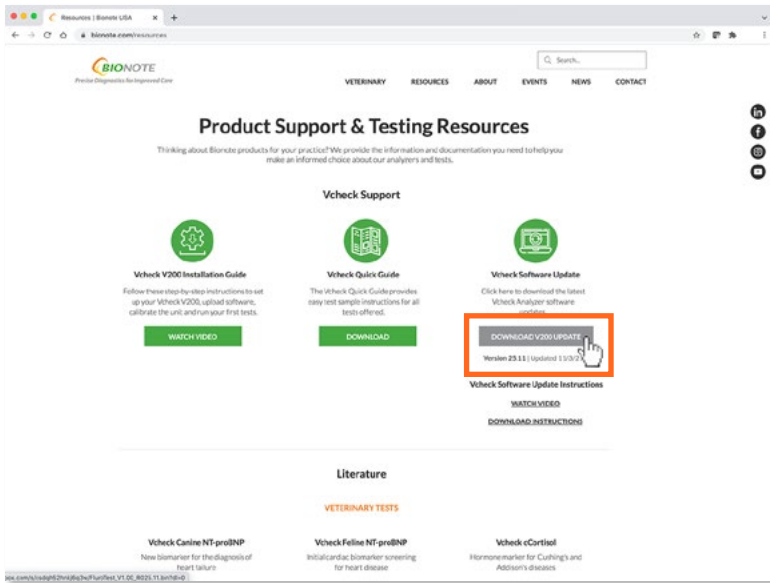 Resources | Bionote USA
bionote.com/resources
BIONOTE
Precise Diagnostics for Improved Care
Search...
VETERINARY RESOURCES ABOUT EVENTS NEWS CONTACT
Product Support & Testing Resources
Thinking about Bionote products for your practice? We provide the information and documentation you need to help you
make an informed choice about our analyzers and tests.
Vcheck Support
Vcheck V200 Installation Guide
Follow these step-by-step instructions to set
up your Vcheck V200, upload software,
calibrate the unit and run your first tests.
WATCH VIDEO
Vcheck Quick Guide
The Vcheck Quick Guide provides
easy test sample instructions for all
tests offered.
DOWNLOAD
Vcheck Software Update
Click here to download the latest
Vcheck Analyzer software
updates.
DOWNLOAD V200 UPDATE
Version 25.11 | Updated 11/3/2
Vcheck Software Update Instructions
WATCH VIDEO
DOWNLOAD INSTRUCTIONS
Literature
VETERINARY TESTS
Vcheck Canine NT-proBNP
New biomarker for the diagnosis of
heart failure
Vcheck Feline NT-proBNP
Initial cardiac biomarker screening
for heart disease
Vcheck cCortisol
Hormone marker for Cushing's and
Addison's diseases